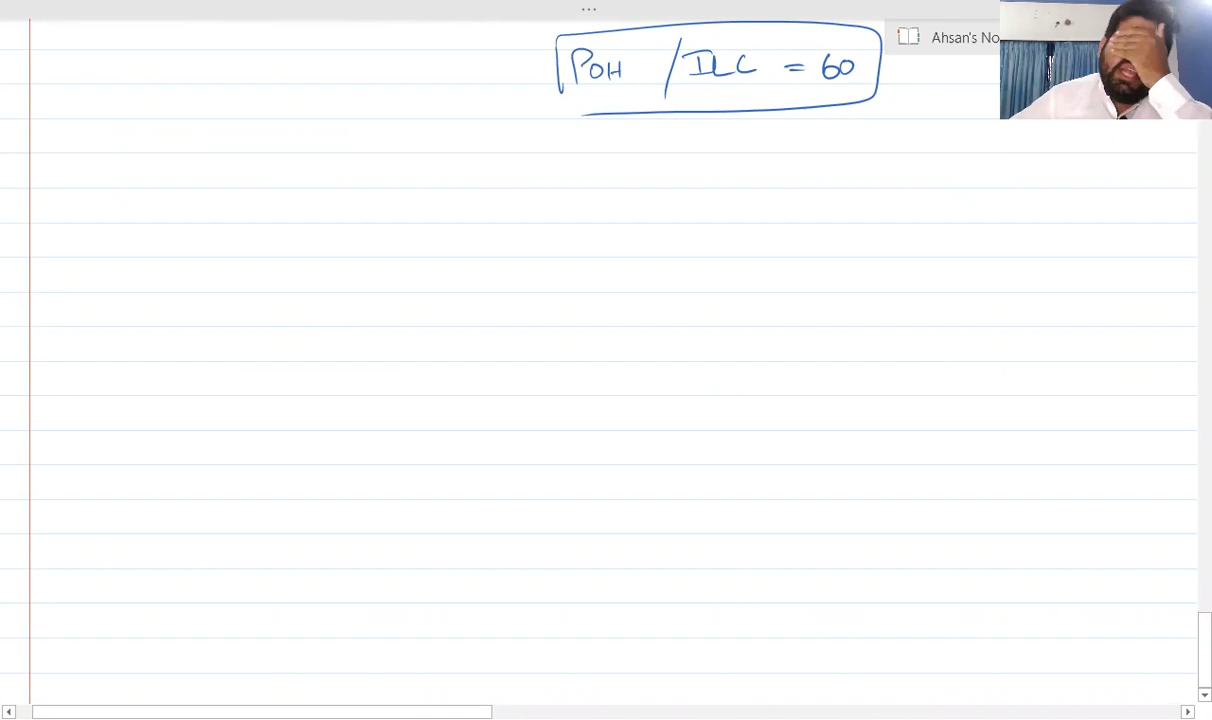 Ahsan's No
POH / ILC = 60